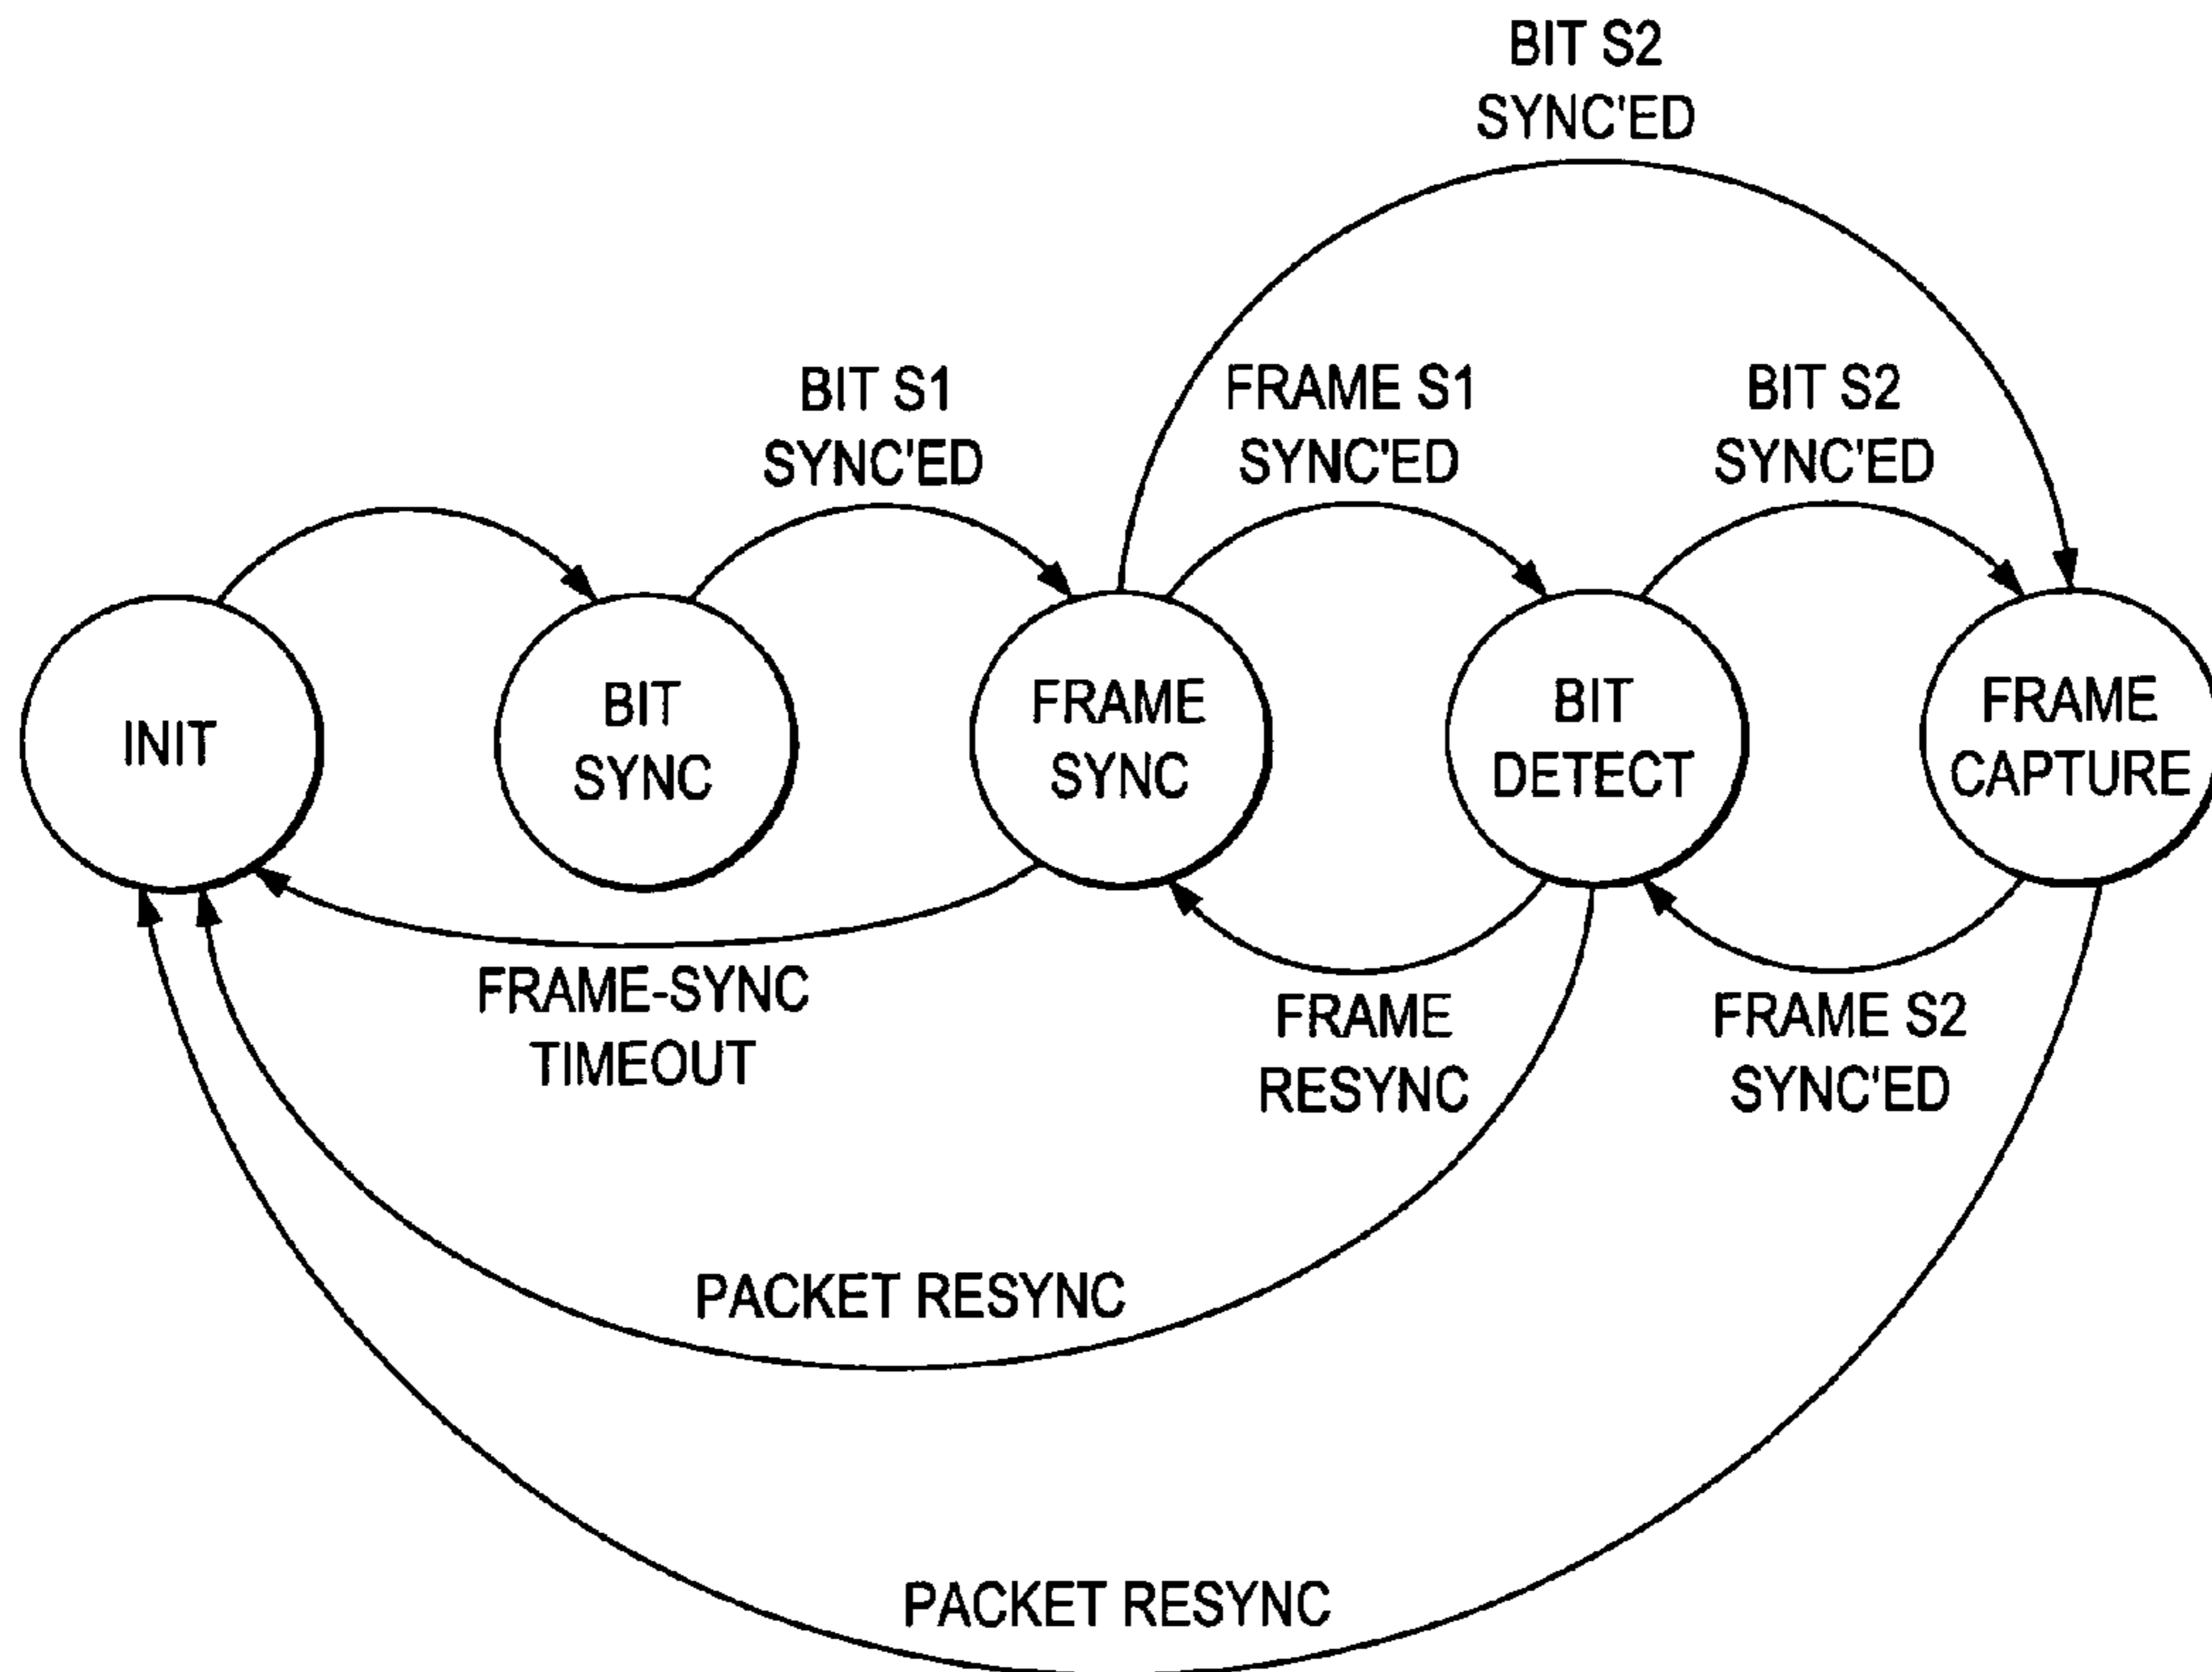 BIT S2
SYNC'ED
BIT S1
SYNC'ED
FRAME S1
SYNC'ED
BIT S2
SYNC'ED
INIT
BIT
SYNC
FRAME
SYNC
BIT
DETECT
FRAME
CAPTURE
FRAME-SYNC
TIMEOUT
FRAME
RESYNC
FRAME S2
SYNC'ED
PACKET RESYNC
PACKET RESYNC